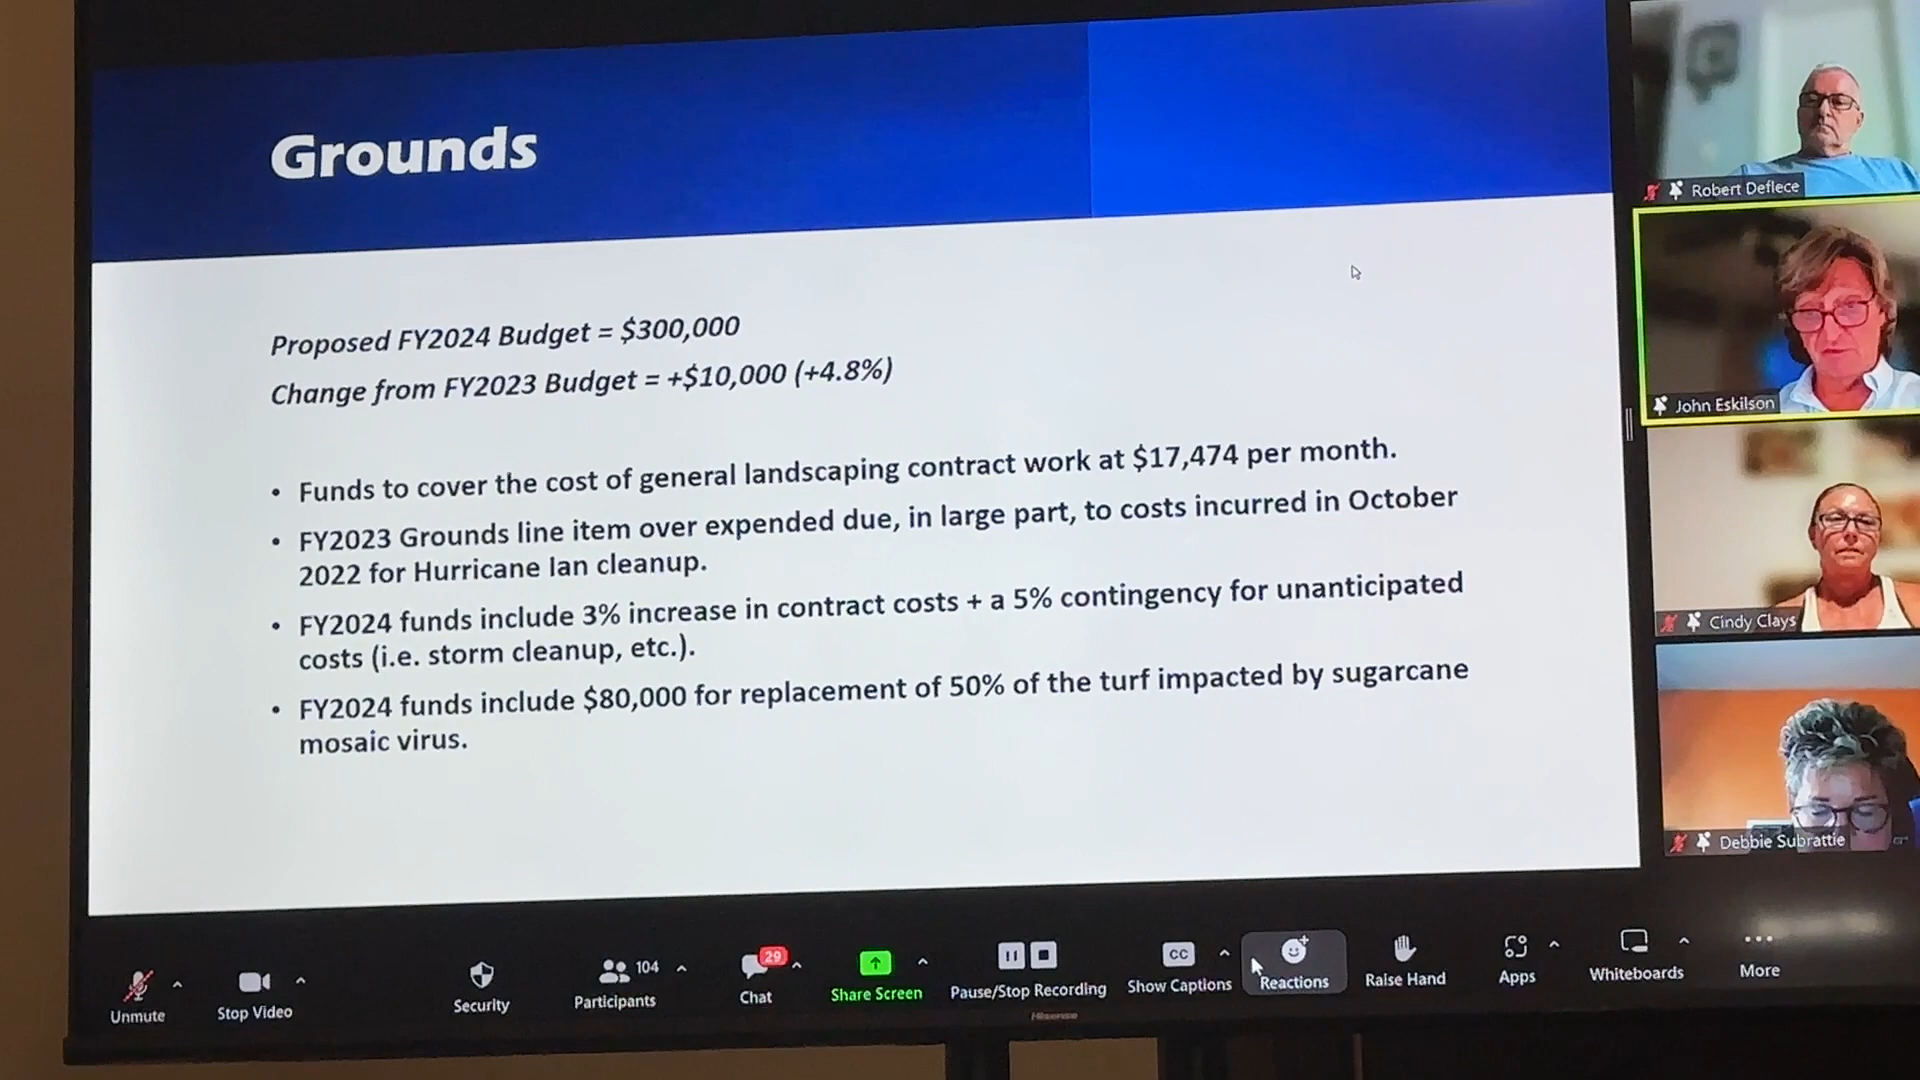 Grounds
Proposed FY2024 Budget = $300,000
Change from FY2023 Budget = +$10,000 (+4.8%)
• Funds to cover the cost of general landscaping contract work at $17,474 per month.
• FY2023 Grounds line item over expended due, in large part, to costs incurred in October
2022 for Hurricane Ian cleanup.
• FY2024 funds include 3% increase in contract costs + a 5% contingency for unanticipated
costs (i.e. storm cleanup, etc.).
• FY2024 funds include $80,000 for replacement of 50% of the turf impacted by sugarcane
mosaic virus.
Robert Deflece
John Eskilson
Cindy Clays
Debbie Subrattie
Unmute
Stop Video
Security
104
Participants
29
Chat
Share Screen
Pause/Stop Recording
CC
Show Captions
Reactions
Raise Hand
Apps
Whiteboards
More
Hisense